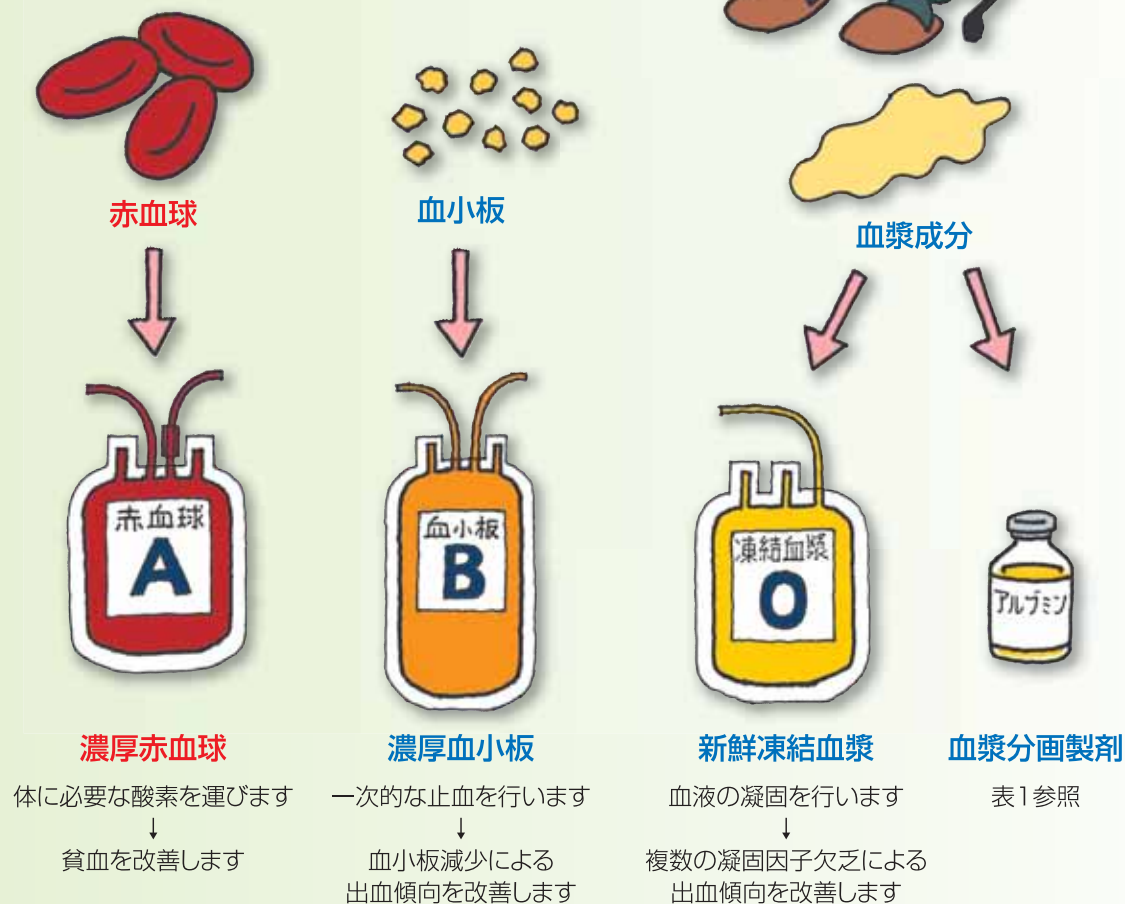 赤血球
血小板
血漿成分
赤血球
A
血小板
B
凍結血漿
O
アルブミン
濃厚赤血球
体に必要な酸素を運びます
↓
貧血を改善します
濃厚血小板
一次的な止血を行います
↓
血小板減少による
出血傾向を改善します
新鮮凍結血漿
血液の凝固を行います
↓
複数の凝固因子欠乏による
出血傾向を改善します
血漿分画製剤
表1参照